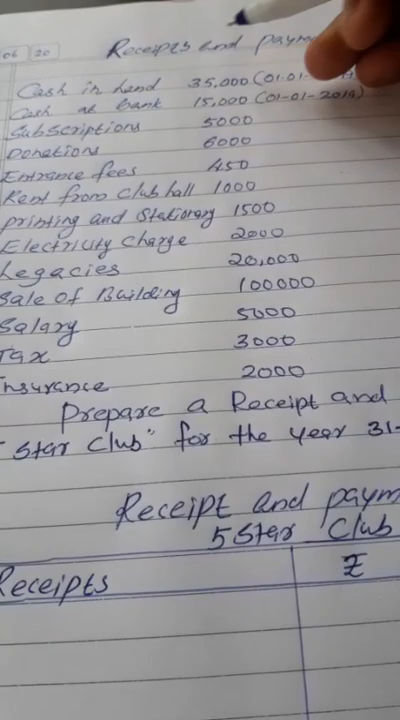 06 20
Receipts and paym
Cash in hand 35,000 (01-01-
Cash at bank 15,000 (01-01-2019)
Subscriptions 5000
Donations 6000
Entrance fees 450
Rent from Club hall 1000
printing and Stationary 1500
Electricity Charge 2000
Legacies 20,000
Sale of Building 100000
Salary 5000
Tax 3000
Insurance 2000
Prepare a Receipt and
5 Star Club" for the year 31-
Receipt and paym
5 Star Club
Receipts ₹